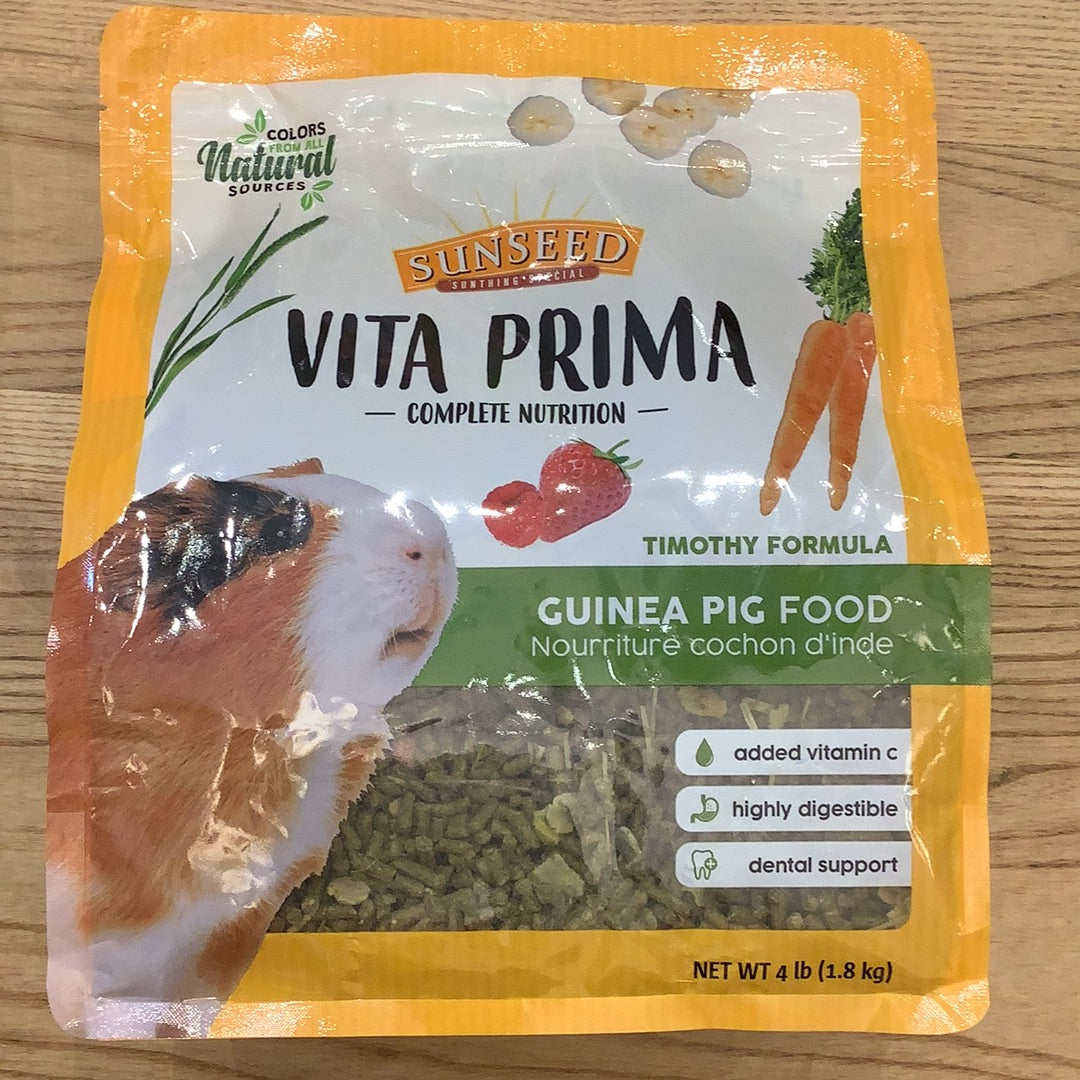 COLORS
FROM ALL
Natural
SOURCES
SUNSEED
SUNTHING SPECIAL
VITA PRIMA
COMPLETE NUTRITION
TIMOTHY FORMULA
GUINEA PIG FOOD
Nourriture cochon d'inde
added vitamin c
highly digestible
dental support
NET WT 4 lb (1.8 kg)